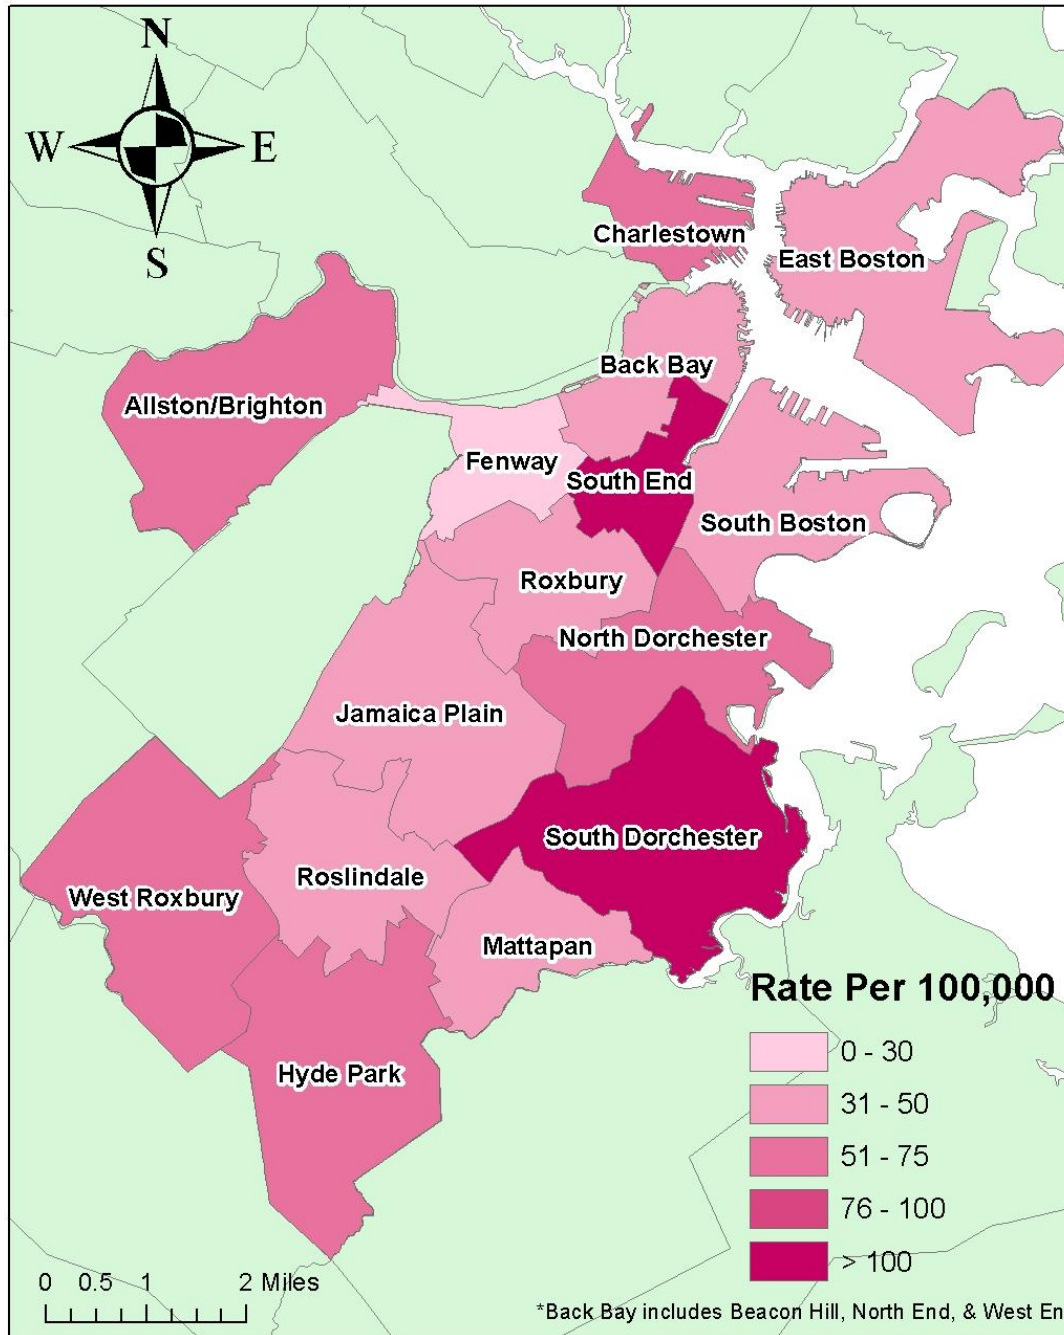 N
W E
S
Charlestown
East Boston
Back Bay
Allston/Brighton
Fenway
South End
South Boston
Roxbury
North Dorchester
Jamaica Plain
South Dorchester
Roslindale
West Roxbury
Mattapan
Hyde Park
Rate Per 100,000
0 - 30
31 - 50
51 - 75
76 - 100
> 100
0 0.5 1 2 Miles
*Back Bay includes Beacon Hill, North End, & West En